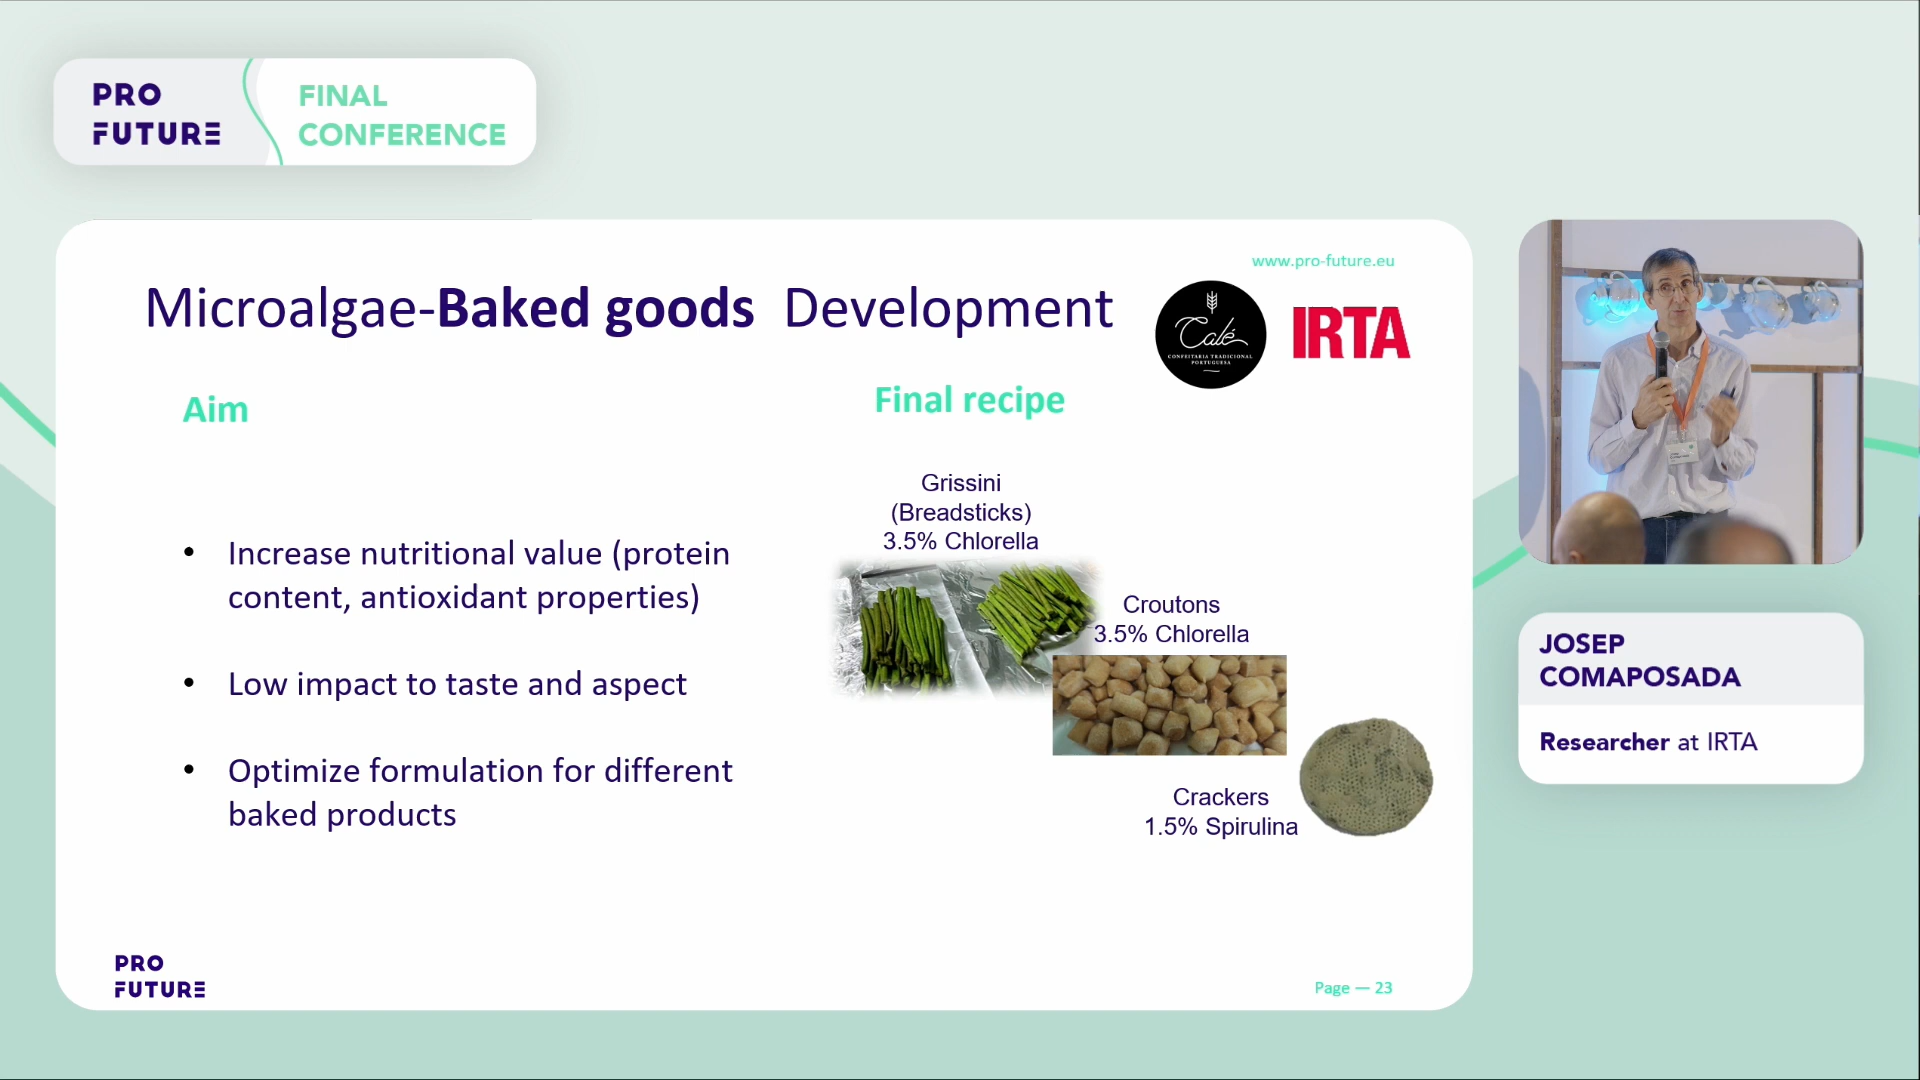 PRO
FUTURE
FINAL
CONFERENCE
www.pro-future.eu
Microalgae-Baked goods Development
Calé
CONFEITARIA TRADICIONAL
PORTUGUESA
IRTA
Aim
• Increase nutritional value (protein
content, antioxidant properties)
• Low impact to taste and aspect
• Optimize formulation for different
baked products
Final recipe
Grissini
(Breadsticks)
3.5% Chlorella
Croutons
3.5% Chlorella
Crackers
1.5% Spirulina
PRO
FUTURE
Page — 23
JOSEP
COMAPOSADA
Researcher at IRTA